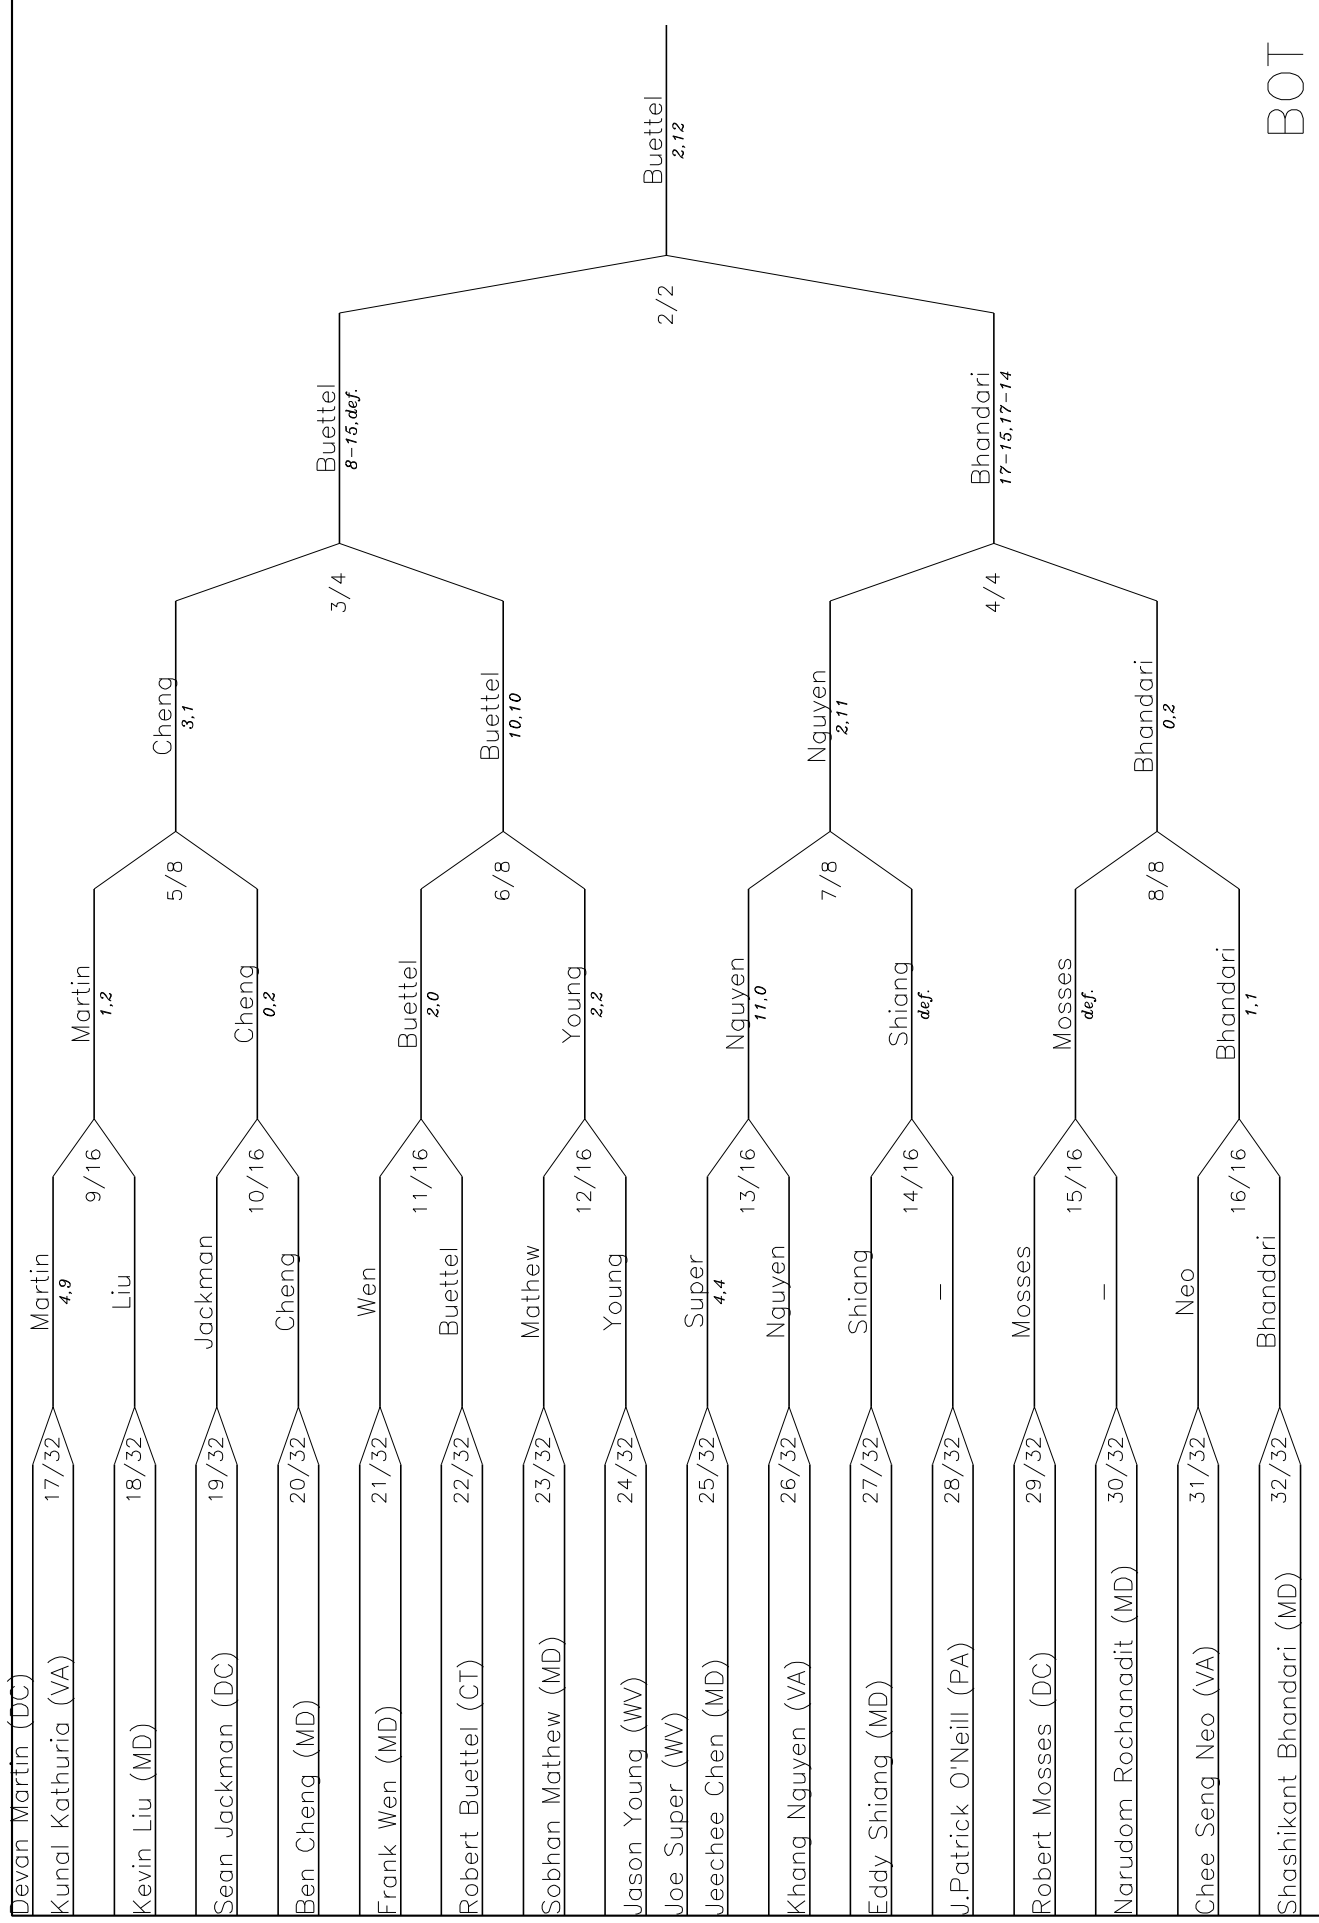 Devan Martin (DC)
Kunal Kathuria (VA)
Kevin Liu (MD)
Sean Jackman (DC)
Ben Cheng (MD)
Frank Wen (MD)
Robert Buettel (CT)
Sobhan Mathew (MD)
Jason Young (WV)
Joe Super (WV)
Jeechee Chen (MD)
Khang Nguyen (VA)
Eddy Shiang (MD)
J.Patrick O'Neill (PA)
Robert Mosses (DC)
Narudom Rochanadit (MD)
Chee Seng Neo (VA)
Shashikant Bhandari (MD)
17/32
18/32
19/32
20/32
21/32
22/32
23/32
24/32
25/32
26/32
27/32
28/32
29/32
30/32
31/32
32/32
Martin
4,9
Liu
Jackman
Cheng
Wen
Buettel
Mathew
Young
Super
4,4
Nguyen
Shiang
–
Mosses
–
Neo
Bhandari
9/16
10/16
11/16
12/16
13/16
14/16
15/16
16/16
Martin
1,2
Cheng
0,2
Buettel
2,0
Young
2,2
Nguyen
11,0
Shiang
def.
Mosses
def.
Bhandari
1,1
5/8
6/8
7/8
8/8
Cheng
3,1
Buettel
10,10
Nguyen
2,11
Bhandari
0,2
3/4
4/4
Buettel
8-15,def.
Bhandari
17-15,17-14
2/2
Buettel
2,12
BOT